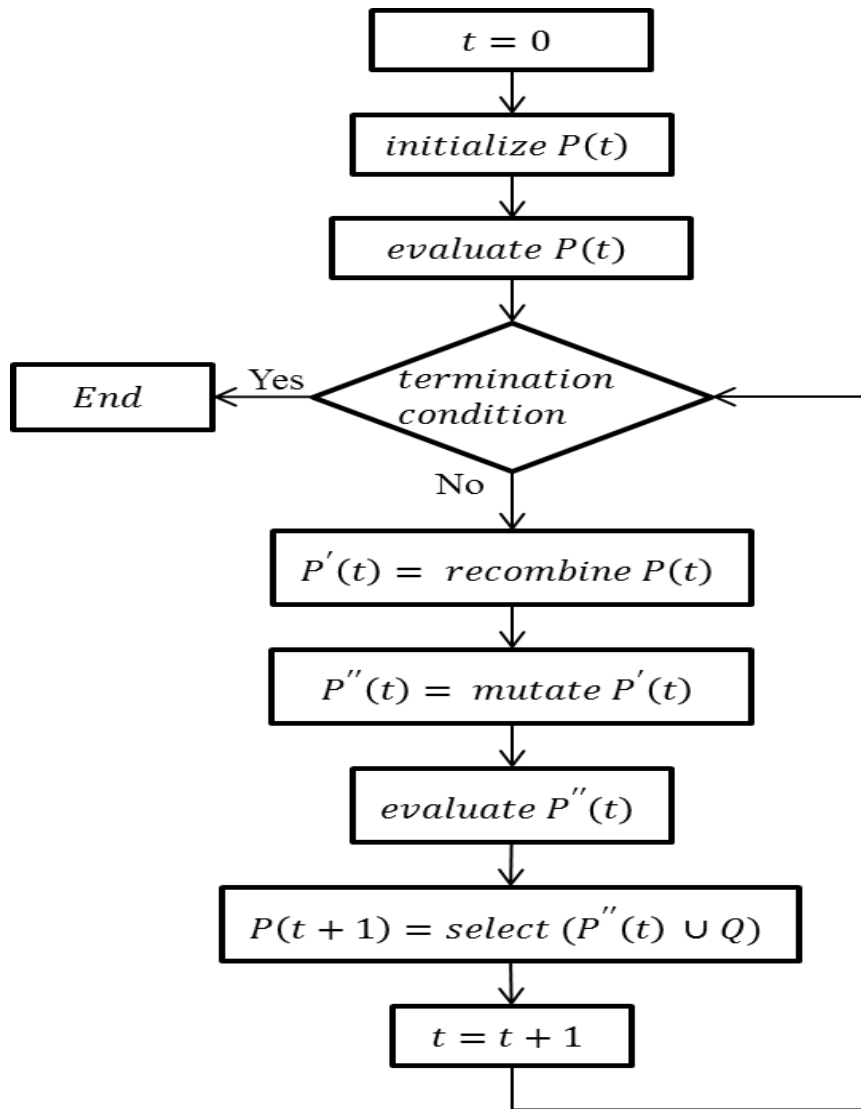 t = 0
initialize P(t)
evaluate P(t)
termination
condition
Yes
End
No
P′(t) = recombine P(t)
P′′(t) = mutate P′(t)
evaluate P′′(t)
P(t + 1) = select (P′′(t) ∪ Q)
t = t + 1